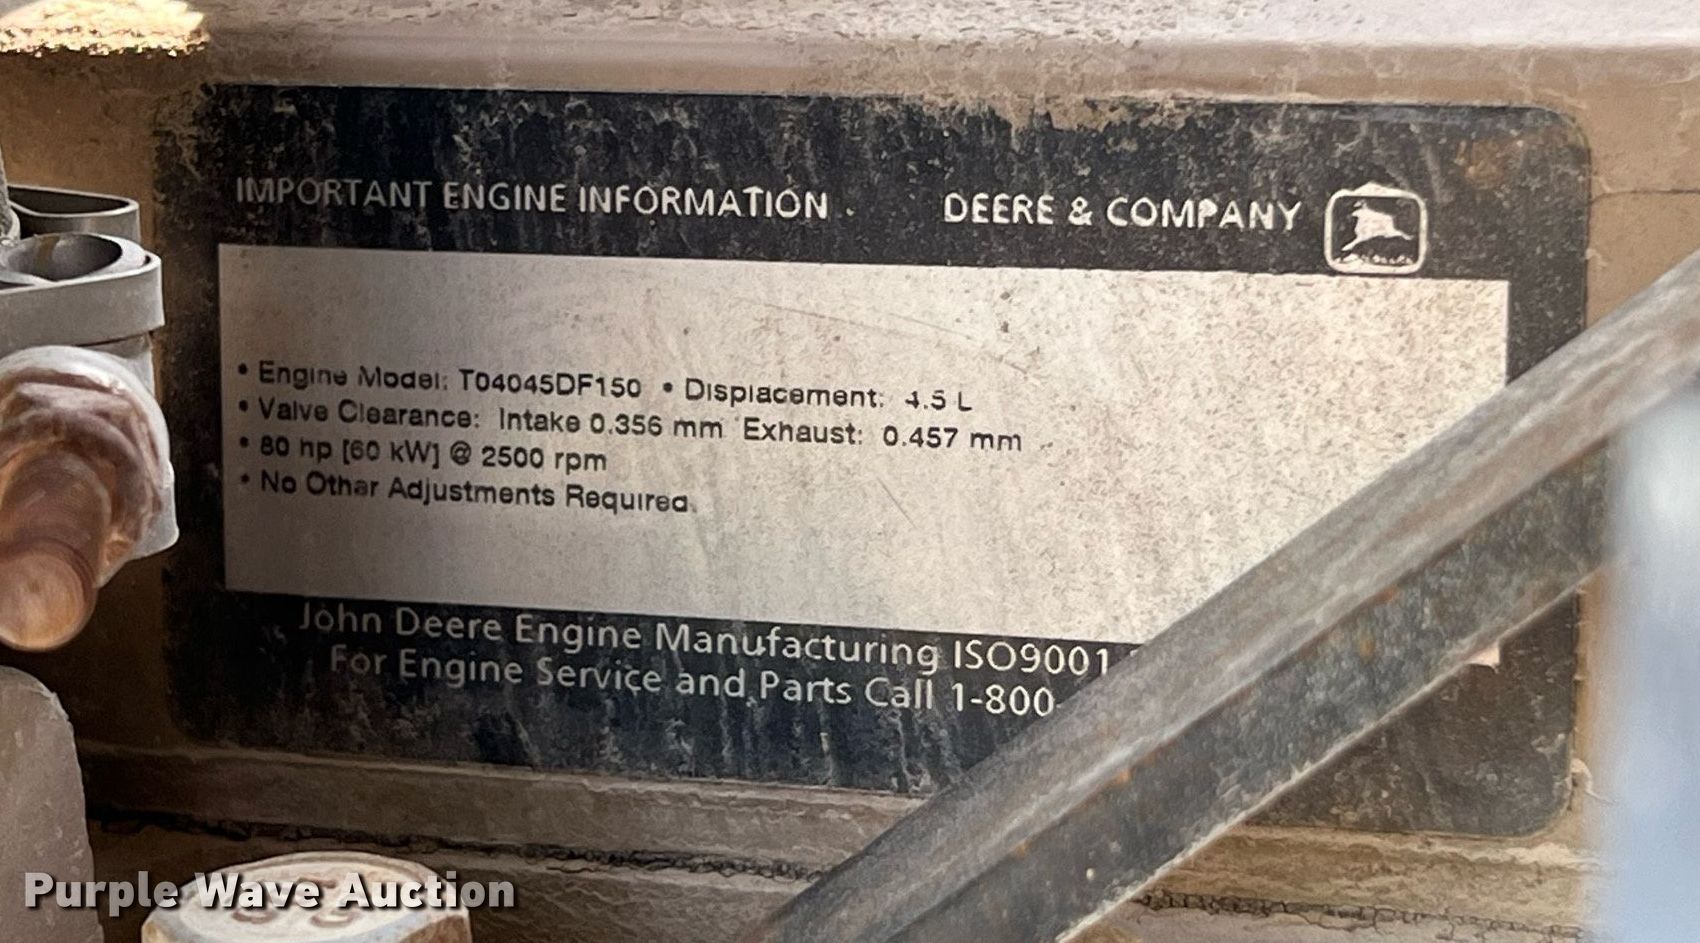 IMPORTANT ENGINE INFORMATION
DEERE & COMPANY
• Engine Model: T04045DF150 • Displacement: 4.5 L
• Valve Clearance: Intake 0.356 mm Exhaust: 0.457 mm
• 80 hp [60 kW] @ 2500 rpm
• No Other Adjustments Required.
John Deere Engine Manufacturing ISO9001
For Engine Service and Parts Call 1-800-
Purple Wave Auction